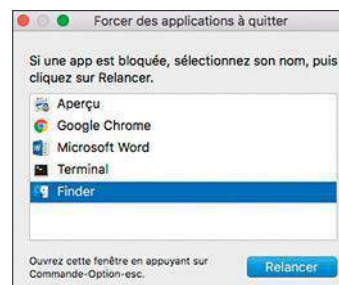 Forcer des applications à quitter
Si une app est bloquée, sélectionnez son nom, puis
cliquez sur Relancer.
Aperçu
Google Chrome
Microsoft Word
Terminal
Finder
Ouvrez cette fenêtre en appuyant sur
Commande-Option-esc.
Relancer